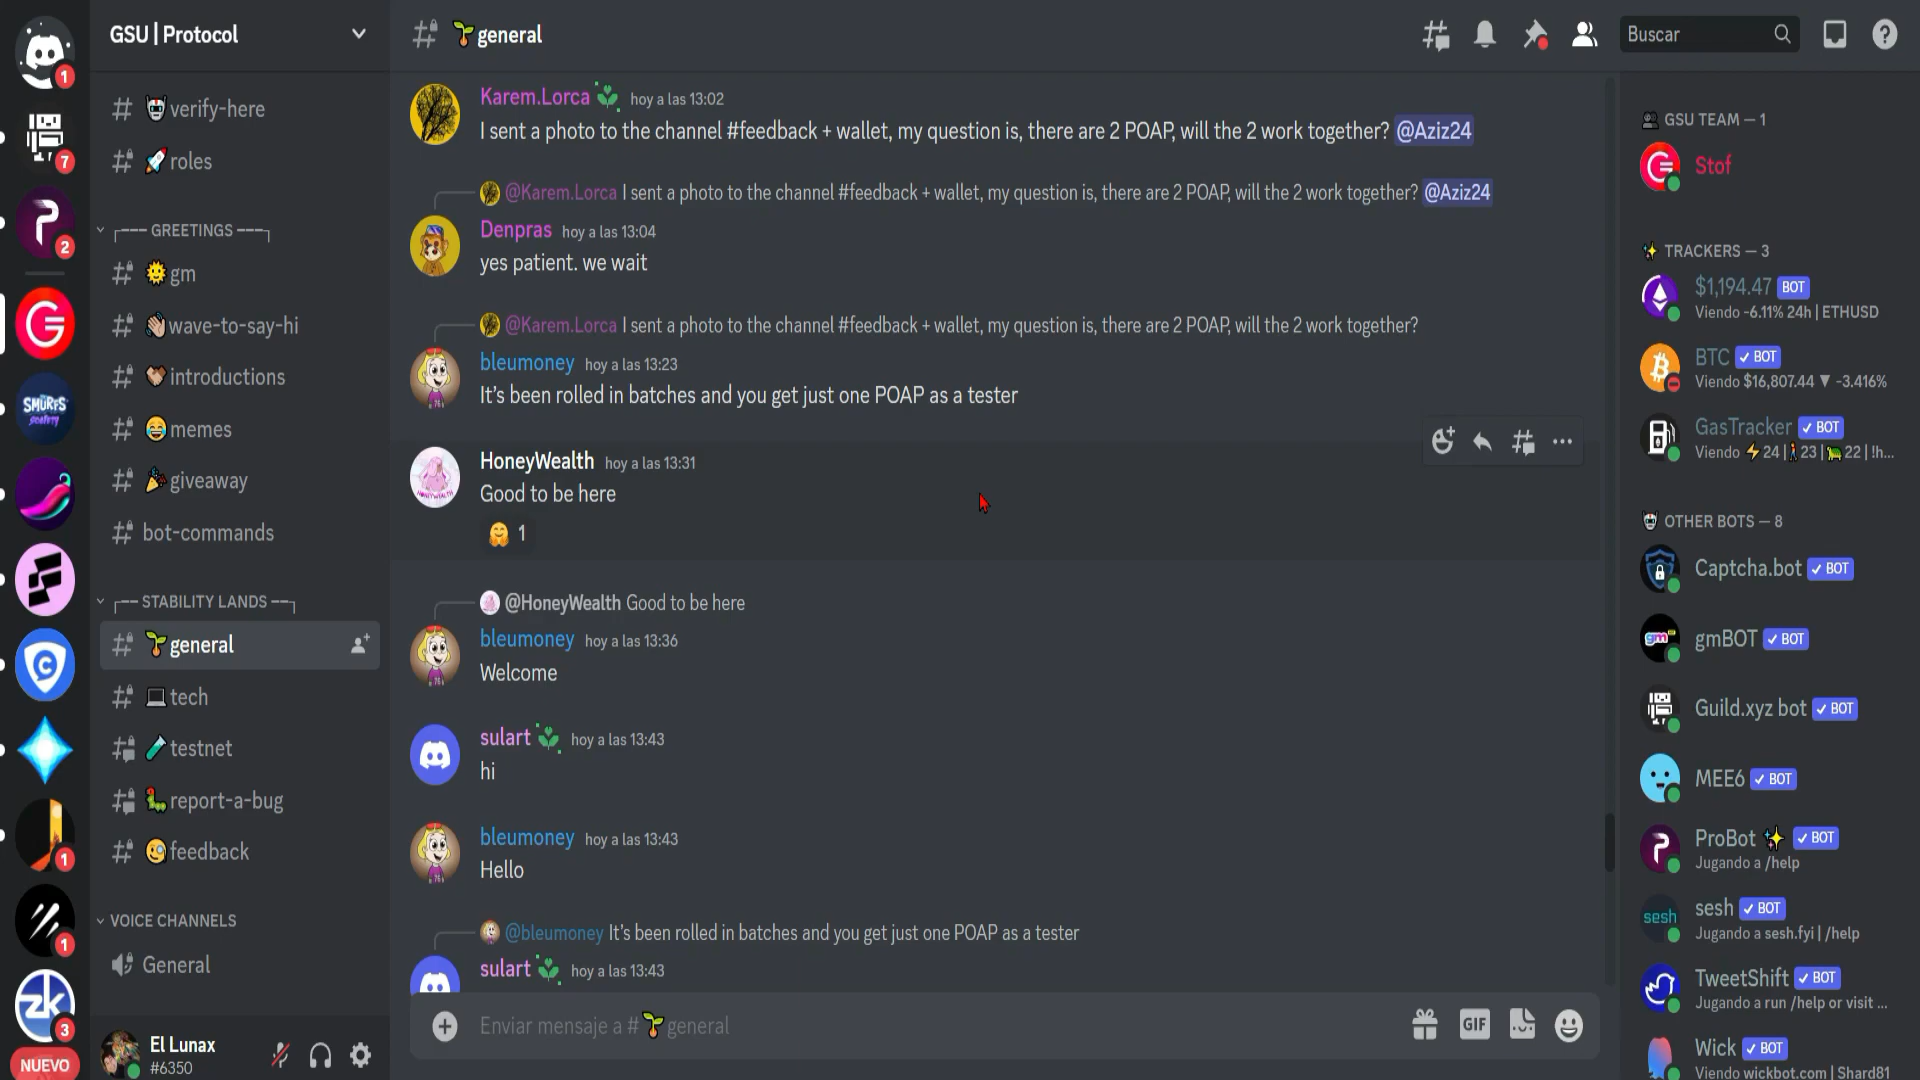 GSU | Protocol
general
Buscar
1
7
2
SMURFS
SOCIETY
1
1
zk
3
NUEVO
verify-here
roles
GREETINGS
gm
wave-to-say-hi
introductions
memes
giveaway
bot-commands
STABILITY LANDS
general
tech
testnet
report-a-bug
feedback
VOICE CHANNELS
General
El Lunax
#6350
Karem.Lorca hoy a las 13:02
I sent a photo to the channel #feedback + wallet, my question is, there are 2 POAP, will the 2 work together? @Aziz24
@Karem.Lorca I sent a photo to the channel #feedback + wallet, my question is, there are 2 POAP, will the 2 work together? @Aziz24
Denpras hoy a las 13:04
yes patient. we wait
@Karem.Lorca I sent a photo to the channel #feedback + wallet, my question is, there are 2 POAP, will the 2 work together?
bleumoney hoy a las 13:23
It's been rolled in batches and you get just one POAP as a tester
HoneyWealth hoy a las 13:31
Good to be here
1
@HoneyWealth Good to be here
bleumoney hoy a las 13:36
Welcome
sulart hoy a las 13:43
hi
bleumoney hoy a las 13:43
Hello
@bleumoney It's been rolled in batches and you get just one POAP as a tester
sulart hoy a las 13:43
Enviar mensaje a # general
GIF
GSU TEAM — 1
Stof
TRACKERS — 3
$1,194.47 BOT
Viendo -6.11% 24h | ETHUSD
BTC ✓ BOT
Viendo $16,807.44 ▼ -3.416%
GasTracker ✓ BOT
Viendo ⚡24 |🚶23 |🐢22 | !h...
OTHER BOTS — 8
Captcha.bot ✓ BOT
gm
gmBOT ✓ BOT
Guild.xyz bot ✓ BOT
MEE6 ✓ BOT
ProBot ✨ ✓ BOT
Jugando a /help
sesh
sesh ✓ BOT
Jugando a sesh.fyi | /help
TweetShift ✓ BOT
Jugando a run /help or visit ...
Wick ✓ BOT
Viendo wickbot.com | Shard81